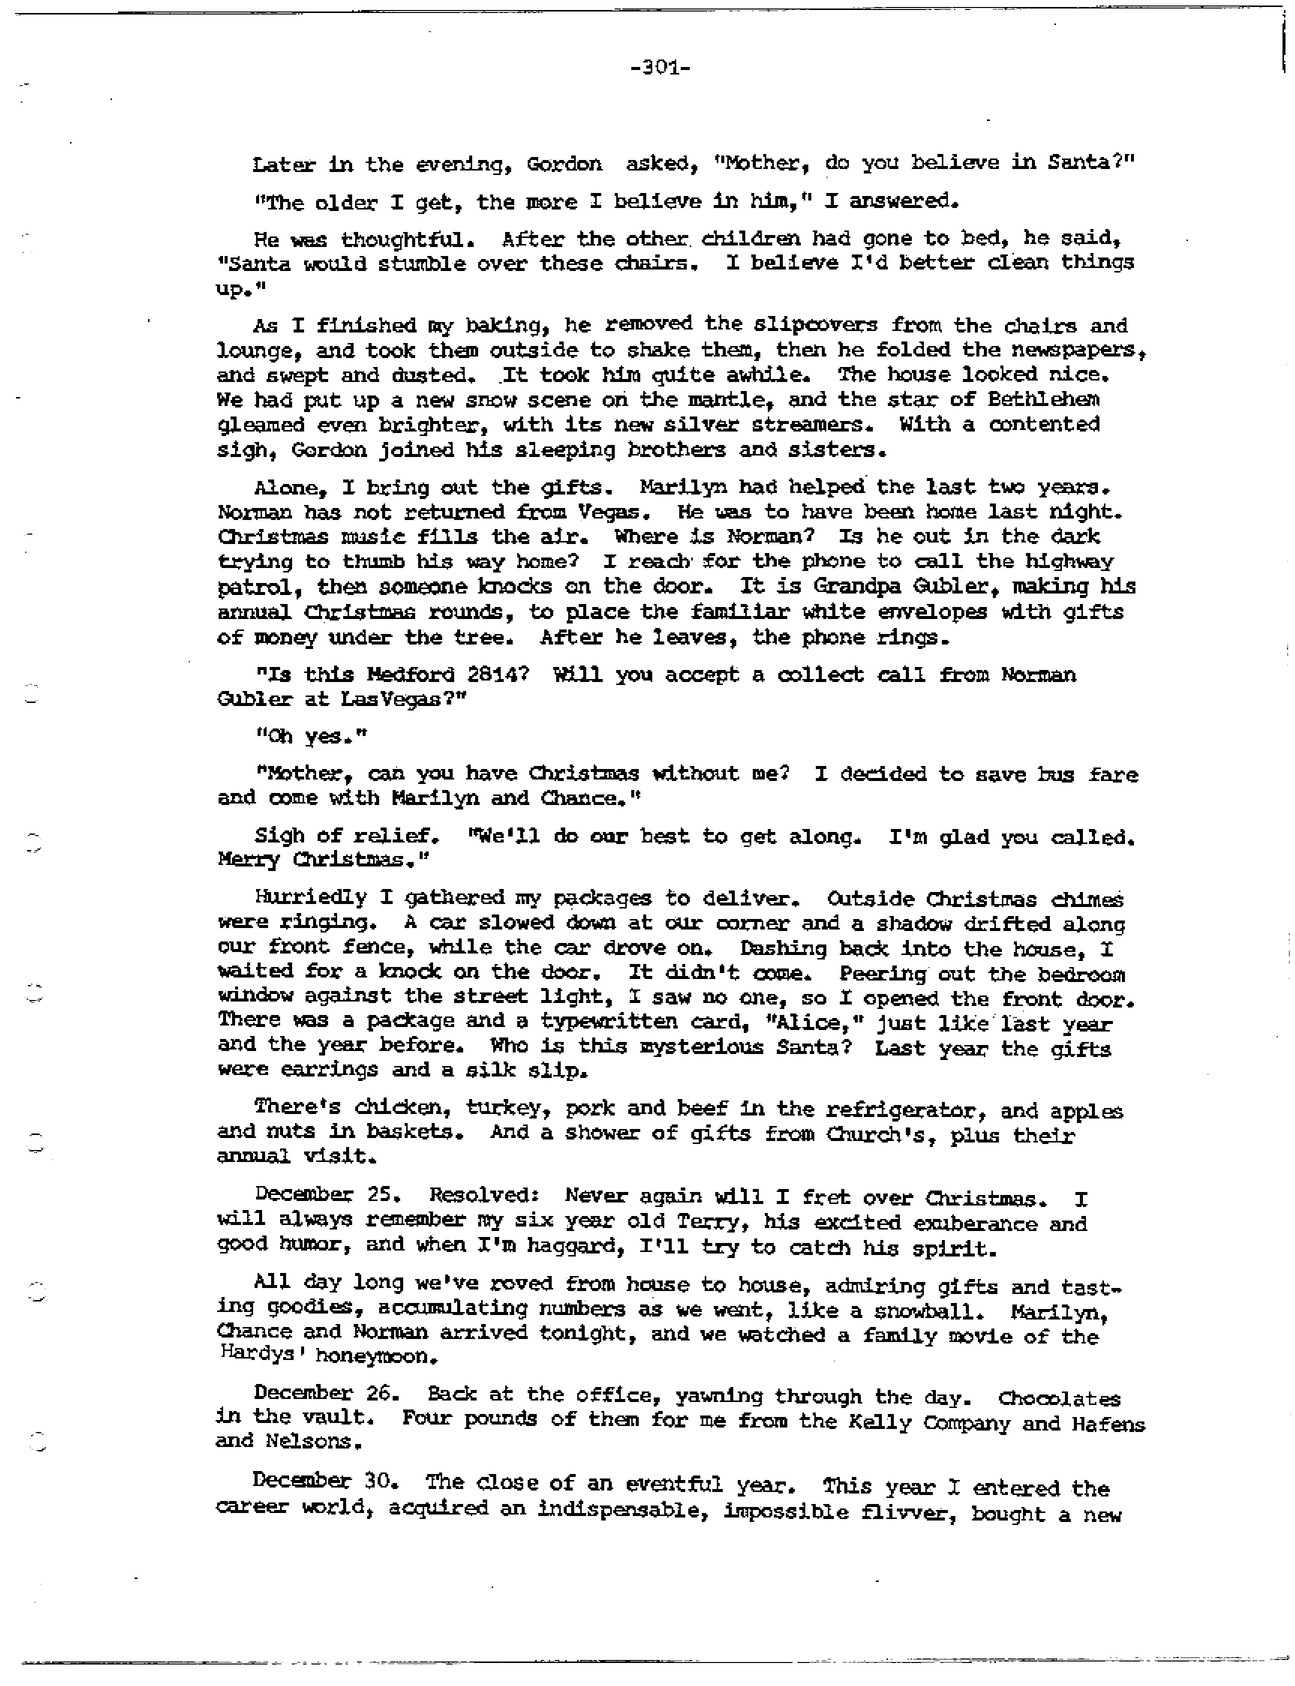 -301-
Later in the evening, Gordon asked, "Mother, do you believe in Santa?"
"The older I get, the more I believe in him," I answered.
He was thoughtful. After the other children had gone to bed, he said,
"Santa would stumble over these chairs. I believe I'd better clean things
up."
As I finished my baking, he removed the slipcovers from the chairs and
lounge, and took them outside to shake them, then he folded the newspapers,
and swept and dusted. It took him quite awhile. The house looked nice.
We had put up a new snow scene on the mantle, and the star of Bethlehem
gleamed even brighter, with its new silver streamers. With a contented
sigh, Gordon joined his sleeping brothers and sisters.
Alone, I bring out the gifts. Marilyn had helped the last two years.
Norman has not returned from Vegas. He was to have been home last night.
Christmas music fills the air. Where is Norman? Is he out in the dark
trying to thumb his way home? I reach for the phone to call the highway
patrol, then someone knocks on the door. It is Grandpa Gubler, making his
annual Christmas rounds, to place the familiar white envelopes with gifts
of money under the tree. After he leaves, the phone rings.
"Is this Medford 2814? Will you accept a collect call from Norman
Gubler at LasVegas?"
"Oh yes."
"Mother, can you have Christmas without me? I decided to save bus fare
and come with Marilyn and Chance."
Sigh of relief. "We'll do our best to get along. I'm glad you called.
Merry Christmas."
Hurriedly I gathered my packages to deliver. Outside Christmas chimes
were ringing. A car slowed down at our corner and a shadow drifted along
our front fence, while the car drove on. Dashing back into the house, I
waited for a knock on the door. It didn't come. Peering out the bedroom
window against the street light, I saw no one, so I opened the front door.
There was a package and a typewritten card, "Alice," just like last year
and the year before. Who is this mysterious Santa? Last year the gifts
were earrings and a silk slip.
There's chicken, turkey, pork and beef in the refrigerator, and apples
and nuts in baskets. And a shower of gifts from Church's, plus their
annual visit.
December 25. Resolved: Never again will I fret over Christmas. I
will always remember my six year old Terry, his excited exuberance and
good humor, and when I'm haggard, I'll try to catch his spirit.
All day long we've roved from house to house, admiring gifts and tast-
ing goodies, accumulating numbers as we went, like a snowball. Marilyn,
Chance and Norman arrived tonight, and we watched a family movie of the
Hardys' honeymoon.
December 26. Back at the office, yawning through the day. Chocolates
in the vault. Four pounds of them for me from the Kelly Company and Hafens
and Nelsons.
December 30. The close of an eventful year. This year I entered the
career world, acquired an indispensable, impossible flivver, bought a new